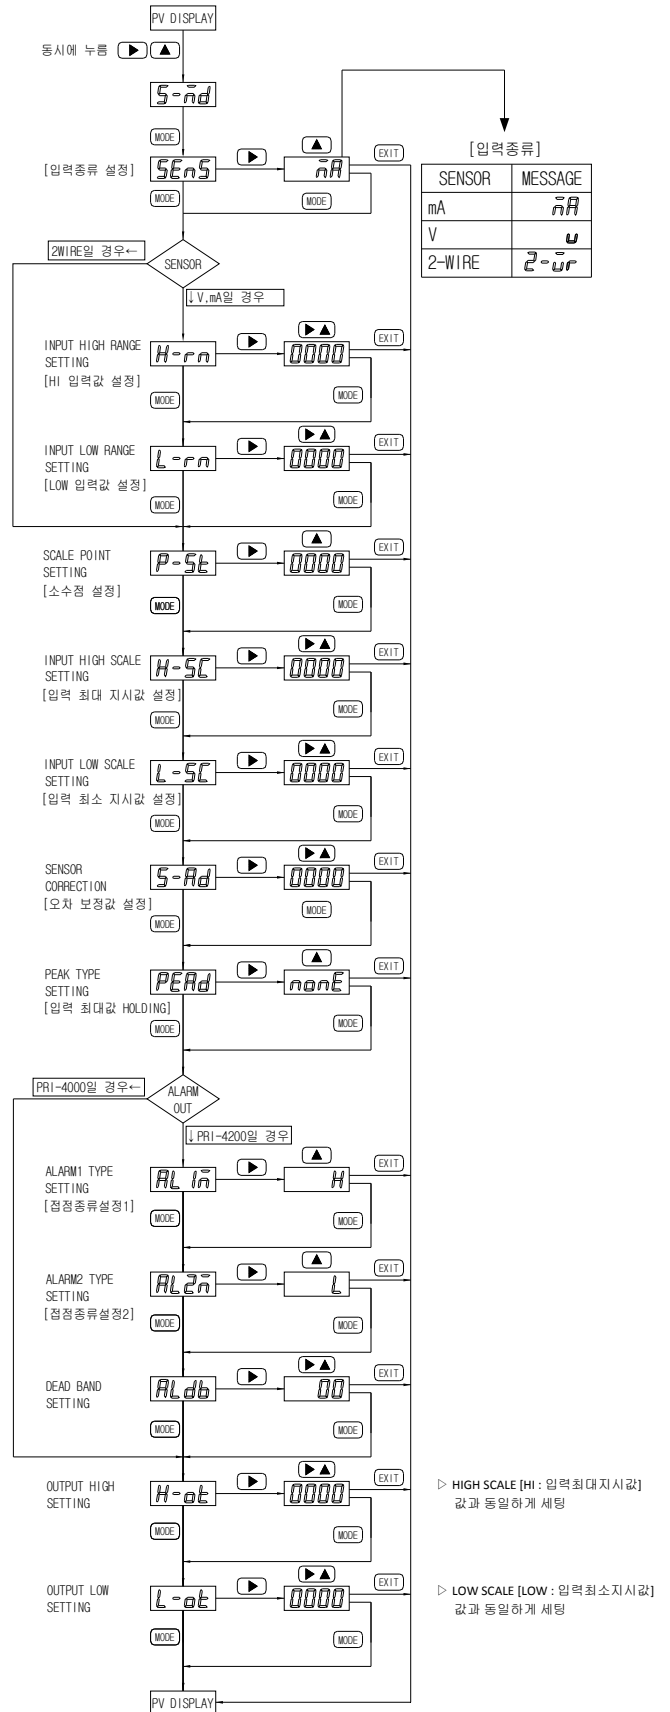 PV DISPLAY
동시에 누름 ▶ ▲
S-m̄d
MODE
▲
EXIT
[입력종류 설정] SEnS ▶ m̄A
MODE
MODE
[입력종류]
SENSOR MESSAGE
mA m̄A
V u
2-WIRE 2-ūr
2WIRE일 경우←
SENSOR
↓V,mA일 경우
INPUT HIGH RANGE
SETTING
[HI 입력값 설정]
H-rn ▶ ▶▲ 0000 EXIT
MODE
MODE
INPUT LOW RANGE
SETTING
[LOW 입력값 설정]
L-rn ▶ ▶▲ 0000 EXIT
MODE
MODE
SCALE POINT
SETTING
[소수점 설정]
P-St ▶ ▲ 0000 EXIT
MODE
MODE
INPUT HIGH SCALE
SETTING
[입력 최대 지시값 설정]
H-SC ▶ ▶▲ 0000 EXIT
MODE
MODE
INPUT LOW SCALE
SETTING
[입력 최소 지시값 설정]
L-SC ▶ ▶▲ 0000 EXIT
MODE
MODE
SENSOR
CORRECTION
[오차 보정값 설정]
S-Ad ▶ ▶▲ 0000 EXIT
MODE
MODE
PEAK TYPE
SETTING
[입력 최대값 HOLDING]
PEAd ▶ ▲ nonE EXIT
MODE
MODE
PRI-4000일 경우←
ALARM
OUT
↓PRI-4200일 경우
ALARM1 TYPE
SETTING
[접점종류설정1]
AL1m̄ ▶ ▲ H EXIT
MODE
MODE
ALARM2 TYPE
SETTING
[접점종류설정2]
AL2m̄ ▶ ▲ L EXIT
MODE
MODE
DEAD BAND
SETTING
ALdb ▶ ▶▲ 00 EXIT
MODE
MODE
OUTPUT HIGH
SETTING
H-ot ▶ ▶▲ 0000 EXIT
MODE
MODE
▷ HIGH SCALE [HI : 입력최대지시값]
값과 동일하게 세팅
OUTPUT LOW
SETTING
L-ot ▶ ▶▲ 0000 EXIT
MODE
MODE
▷ LOW SCALE [LOW : 입력최소지시값]
값과 동일하게 세팅
PV DISPLAY